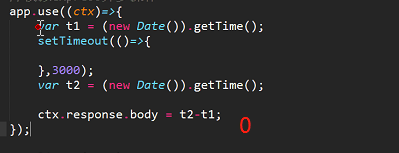 app.use((ctx)=>{
var t1 = (new Date()).getTime();
setTimeout(()=>{
},3000);
var t2 = (new Date()).getTime();
ctx.response.body = t2-t1;
0
});